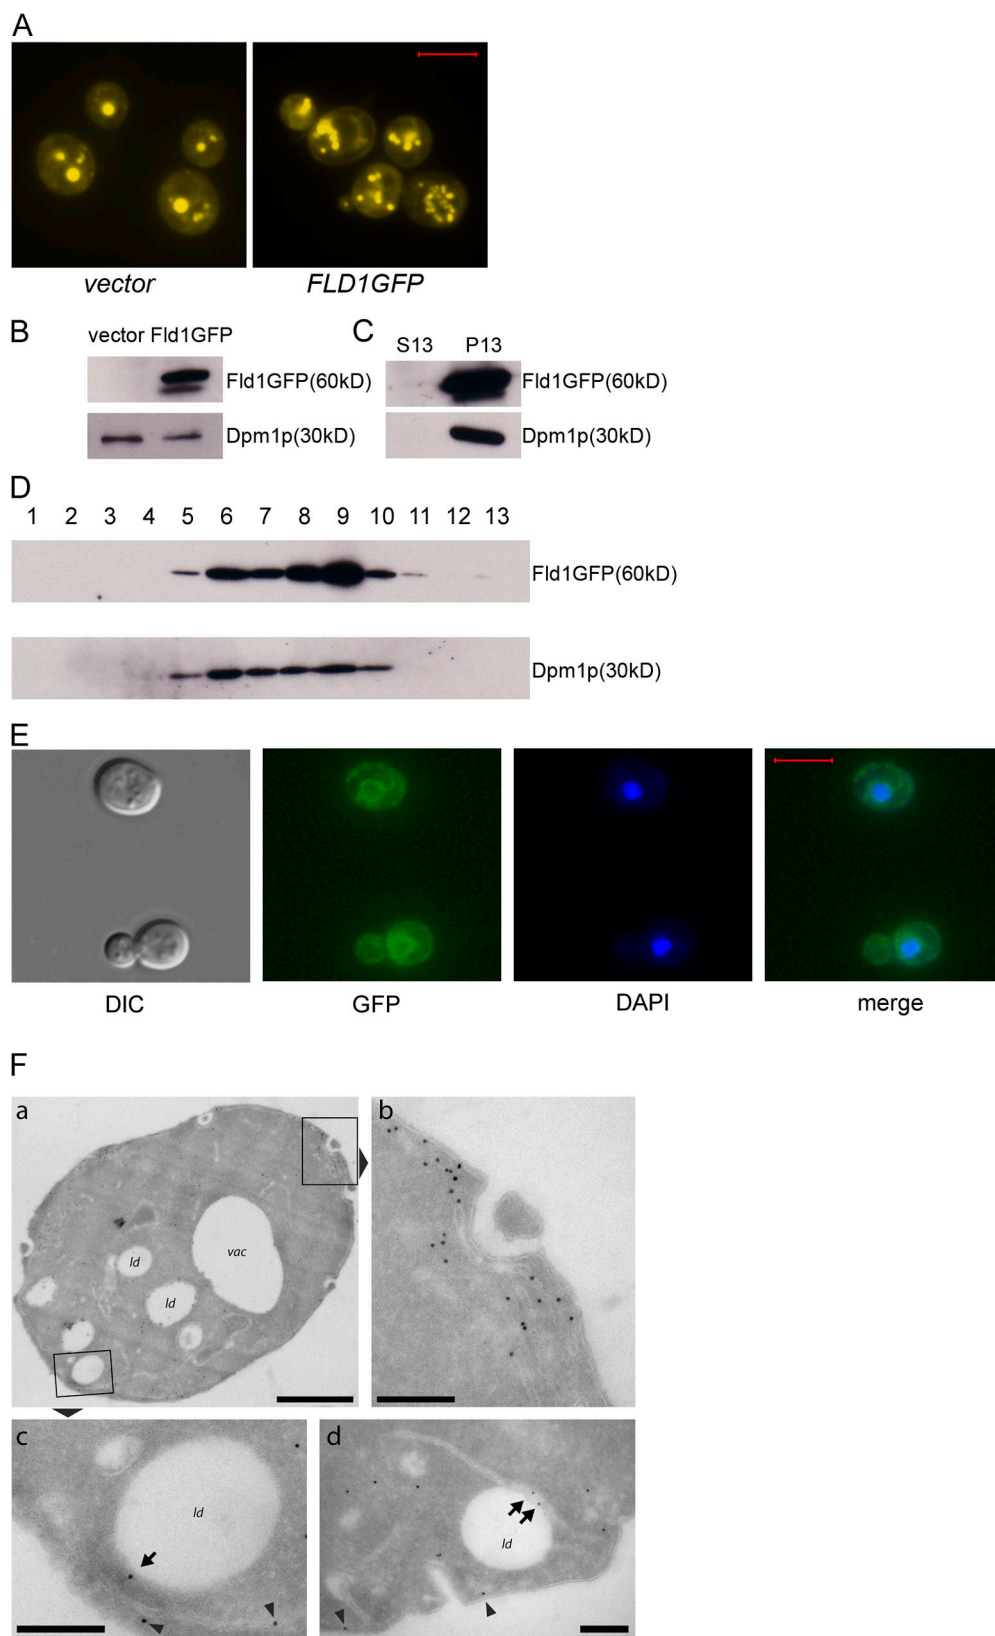 A
vector
FLD1GFP
B
vector Fld1GFP
Fld1GFP(60kD)
Dpm1p(30kD)
C
S13 P13
Fld1GFP(60kD)
Dpm1p(30kD)
D
1 2 3 4 5 6 7 8 9 10 11 12 13
Fld1GFP(60kD)
Dpm1p(30kD)
E
DIC
GFP
DAPI
merge
F
a
vac
ld
ld
b
c
ld
d
ld